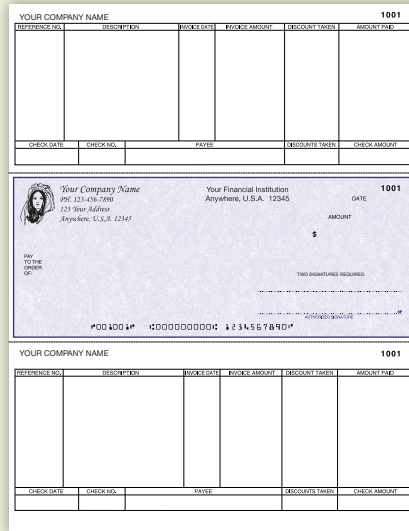 YOUR COMPANY NAME 1001
REFERENCE NO. DESCRIPTION INVOICE DATE INVOICE AMOUNT DISCOUNT TAKEN AMOUNT PAID
CHECK DATE CHECK NO. PAYEE DISCOUNTS TAKEN CHECK AMOUNT
Your Company Name Your Financial Institution 1001
PH. 123-456-7890 Anywhere, U.S.A. 12345 DATE
123 Your Address
Anywhere, U.S.A. 12345
AMOUNT
$
PAY
TO THE
ORDER
OF:
TWO SIGNATURES REQUIRED
AUTHORIZED SIGNATURE
⑈001001⑈ ⑆000000000⑆ 1234567890⑈
YOUR COMPANY NAME 1001
REFERENCE NO. DESCRIPTION INVOICE DATE INVOICE AMOUNT DISCOUNT TAKEN AMOUNT PAID
CHECK DATE CHECK NO. PAYEE DISCOUNTS TAKEN CHECK AMOUNT